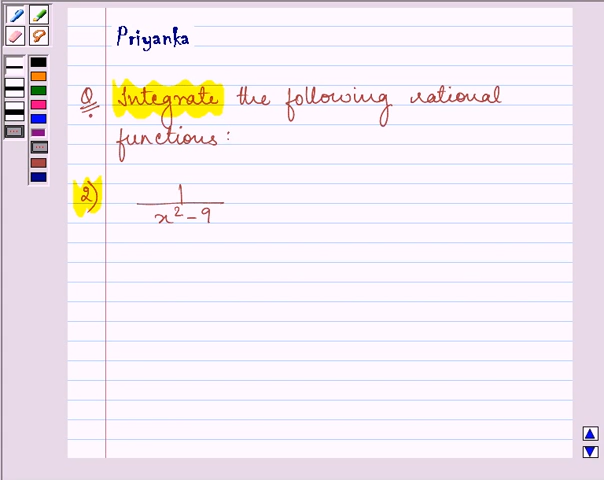 Priyanka
Q Integrate the following rational
functions:
2) 1
x² - 9